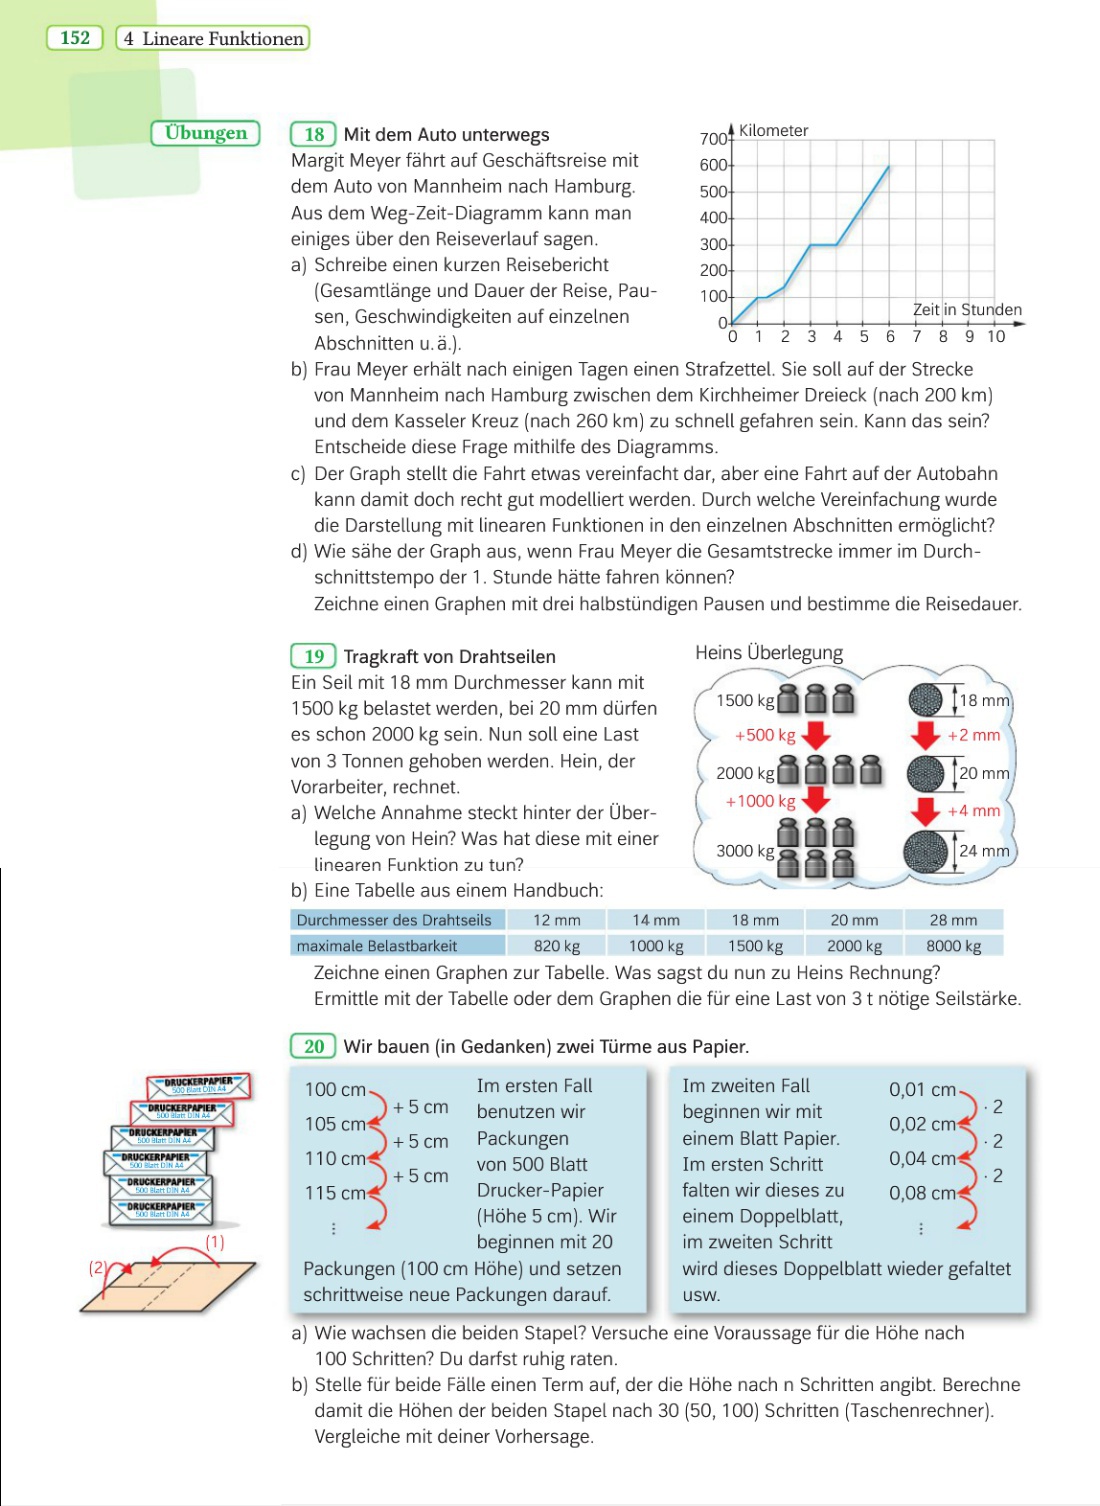 152
4 Lineare Funktionen
Übungen
18 Mit dem Auto unterwegs
Margit Meyer fährt auf Geschäftsreise mit
dem Auto von Mannheim nach Hamburg.
Aus dem Weg-Zeit-Diagramm kann man
einiges über den Reiseverlauf sagen.
a) Schreibe einen kurzen Reisebericht
(Gesamtlänge und Dauer der Reise, Pau-
sen, Geschwindigkeiten auf einzelnen
Abschnitten u. ä.).
Kilometer
700
600
500
400
300
200
100
0
Zeit in Stunden
0 1 2 3 4 5 6 7 8 9 10
b) Frau Meyer erhält nach einigen Tagen einen Strafzettel. Sie soll auf der Strecke
von Mannheim nach Hamburg zwischen dem Kirchheimer Dreieck (nach 200 km)
und dem Kasseler Kreuz (nach 260 km) zu schnell gefahren sein. Kann das sein?
Entscheide diese Frage mithilfe des Diagramms.
c) Der Graph stellt die Fahrt etwas vereinfacht dar, aber eine Fahrt auf der Autobahn
kann damit doch recht gut modelliert werden. Durch welche Vereinfachung wurde
die Darstellung mit linearen Funktionen in den einzelnen Abschnitten ermöglicht?
d) Wie sähe der Graph aus, wenn Frau Meyer die Gesamtstrecke immer im Durch-
schnittstempo der 1. Stunde hätte fahren können?
Zeichne einen Graphen mit drei halbstündigen Pausen und bestimme die Reisedauer.
19 Tragkraft von Drahtseilen
Ein Seil mit 18 mm Durchmesser kann mit
1500 kg belastet werden, bei 20 mm dürfen
es schon 2000 kg sein. Nun soll eine Last
von 3 Tonnen gehoben werden. Hein, der
Vorarbeiter, rechnet.
a) Welche Annahme steckt hinter der Über-
legung von Hein? Was hat diese mit einer
linearen Funktion zu tun?
Heins Überlegung
1500 kg 18 mm
+500 kg +2 mm
2000 kg 20 mm
+1000 kg +4 mm
3000 kg 24 mm
b) Eine Tabelle aus einem Handbuch:
Durchmesser des Drahtseils 12 mm 14 mm 18 mm 20 mm 28 mm
maximale Belastbarkeit 820 kg 1000 kg 1500 kg 2000 kg 8000 kg
Zeichne einen Graphen zur Tabelle. Was sagst du nun zu Heins Rechnung?
Ermittle mit der Tabelle oder dem Graphen die für eine Last von 3 t nötige Seilstärke.
20 Wir bauen (in Gedanken) zwei Türme aus Papier.
DRUCKERPAPIER
500 Blatt DIN A4
DRUCKERPAPIER
500 Blatt DIN A4
DRUCKERPAPIER
500 Blatt DIN A4
DRUCKERPAPIER
500 Blatt DIN A4
DRUCKERPAPIER
500 Blatt DIN A4
DRUCKERPAPIER
500 Blatt DIN A4
(1)
(2)
100 cm
+ 5 cm
105 cm
+ 5 cm
110 cm
+ 5 cm
115 cm
⋮
Im ersten Fall
benutzen wir
Packungen
von 500 Blatt
Drucker-Papier
(Höhe 5 cm). Wir
beginnen mit 20
Packungen (100 cm Höhe) und setzen
schrittweise neue Packungen darauf.
Im zweiten Fall
beginnen wir mit
einem Blatt Papier.
Im ersten Schritt
falten wir dieses zu
einem Doppelblatt,
im zweiten Schritt
wird dieses Doppelblatt wieder gefaltet
usw.
0,01 cm
· 2
0,02 cm
· 2
0,04 cm
· 2
0,08 cm
⋮
a) Wie wachsen die beiden Stapel? Versuche eine Voraussage für die Höhe nach
100 Schritten? Du darfst ruhig raten.
b) Stelle für beide Fälle einen Term auf, der die Höhe nach n Schritten angibt. Berechne
damit die Höhen der beiden Stapel nach 30 (50, 100) Schritten (Taschenrechner).
Vergleiche mit deiner Vorhersage.